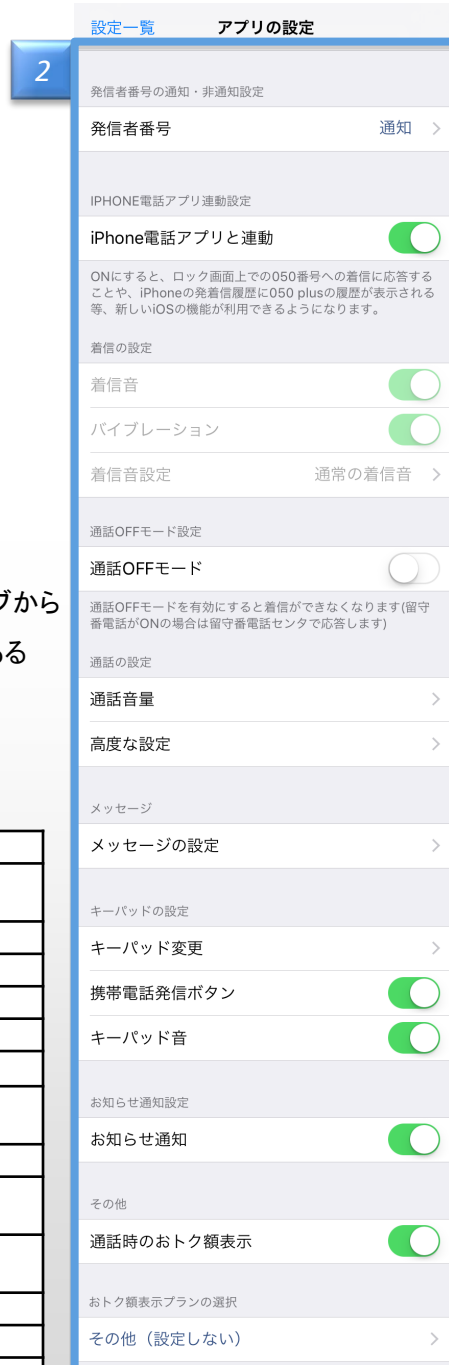 設定一覧 アプリの設定
2
発信者番号の通知・非通知設定
発信者番号 通知
IPHONE電話アプリ連動設定
iPhone電話アプリと連動
ONにすると、ロック画面上での050番号への着信に応答する
ことや、iPhoneの発着信履歴に050 plusの履歴が表示される
等、新しいiOSの機能が利用できるようになります。
着信の設定
着信音
バイブレーション
着信音設定 通常の着信音
通話OFFモード設定
通話OFFモード
ブから
通話OFFモードを有効にすると着信ができなくなります(留守
番電話がONの場合は留守番電話センタで応答します)
ある
通話の設定
通話音量
高度な設定
メッセージ
メッセージの設定
キーパッドの設定
キーパッド変更
携帯電話発信ボタン
キーパッド音
お知らせ通知設定
お知らせ通知
その他
通話時のおトク額表示
おトク額表示プランの選択
その他（設定しない）